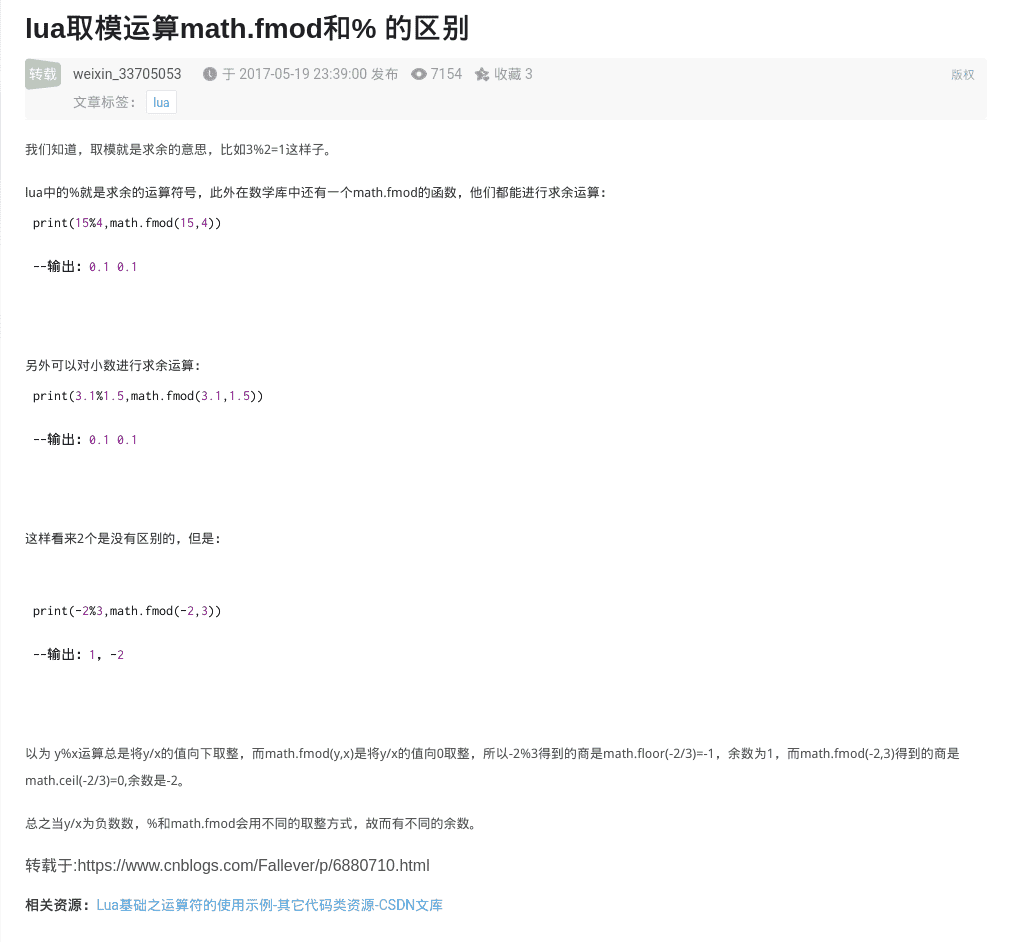 lua取模运算math.fmod和% 的区别
转载 weixin_33705053 于 2017-05-19 23:39:00 发布 7154 收藏 3 版权
文章标签： lua
我们知道，取模就是求余的意思，比如3%2=1这样子。
lua中的%就是求余的运算符号，此外在数学库中还有一个math.fmod的函数，他们都能进行求余运算：
print(15%4,math.fmod(15,4))
--输出：0.1 0.1
另外可以对小数进行求余运算：
print(3.1%1.5,math.fmod(3.1,1.5))
--输出：0.1 0.1
这样看来2个是没有区别的，但是：
print(-2%3,math.fmod(-2,3))
--输出：1，-2
以为 y%x运算总是将y/x的值向下取整，而math.fmod(y,x)是将y/x的值向0取整，所以-2%3得到的商是math.floor(-2/3)=-1，余数为1，而math.fmod(-2,3)得到的商是
math.ceil(-2/3)=0,余数是-2。
总之当y/x为负数数，%和math.fmod会用不同的取整方式，故而有不同的余数。
转载于:https://www.cnblogs.com/Fallever/p/6880710.html
相关资源：Lua基础之运算符的使用示例-其它代码类资源-CSDN文库